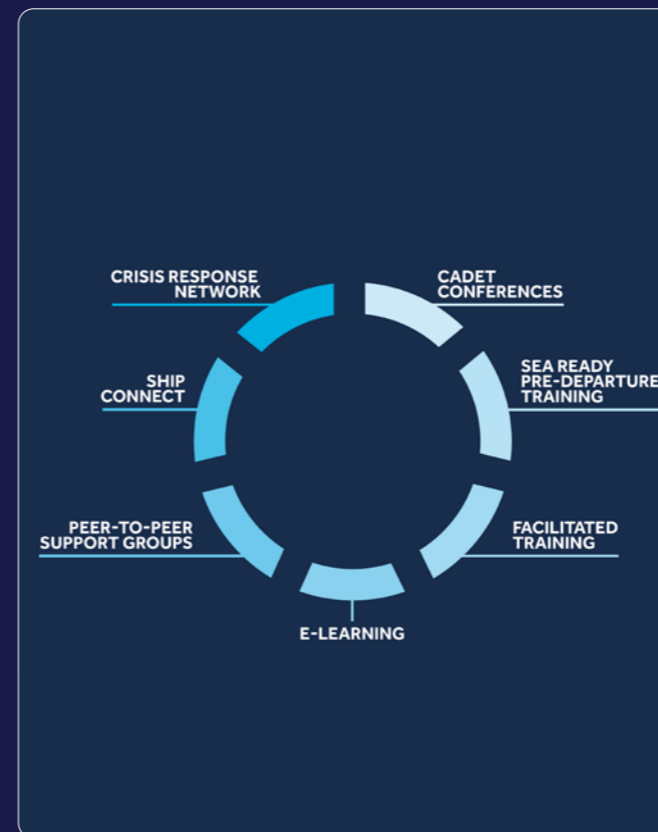 CRISIS RESPONSE
NETWORK
CADET
CONFERENCES
SHIP
CONNECT
SEA READY
PRE-DEPARTURE
TRAINING
PEER-TO-PEER
SUPPORT GROUPS
FACILITATED
TRAINING
E-LEARNING